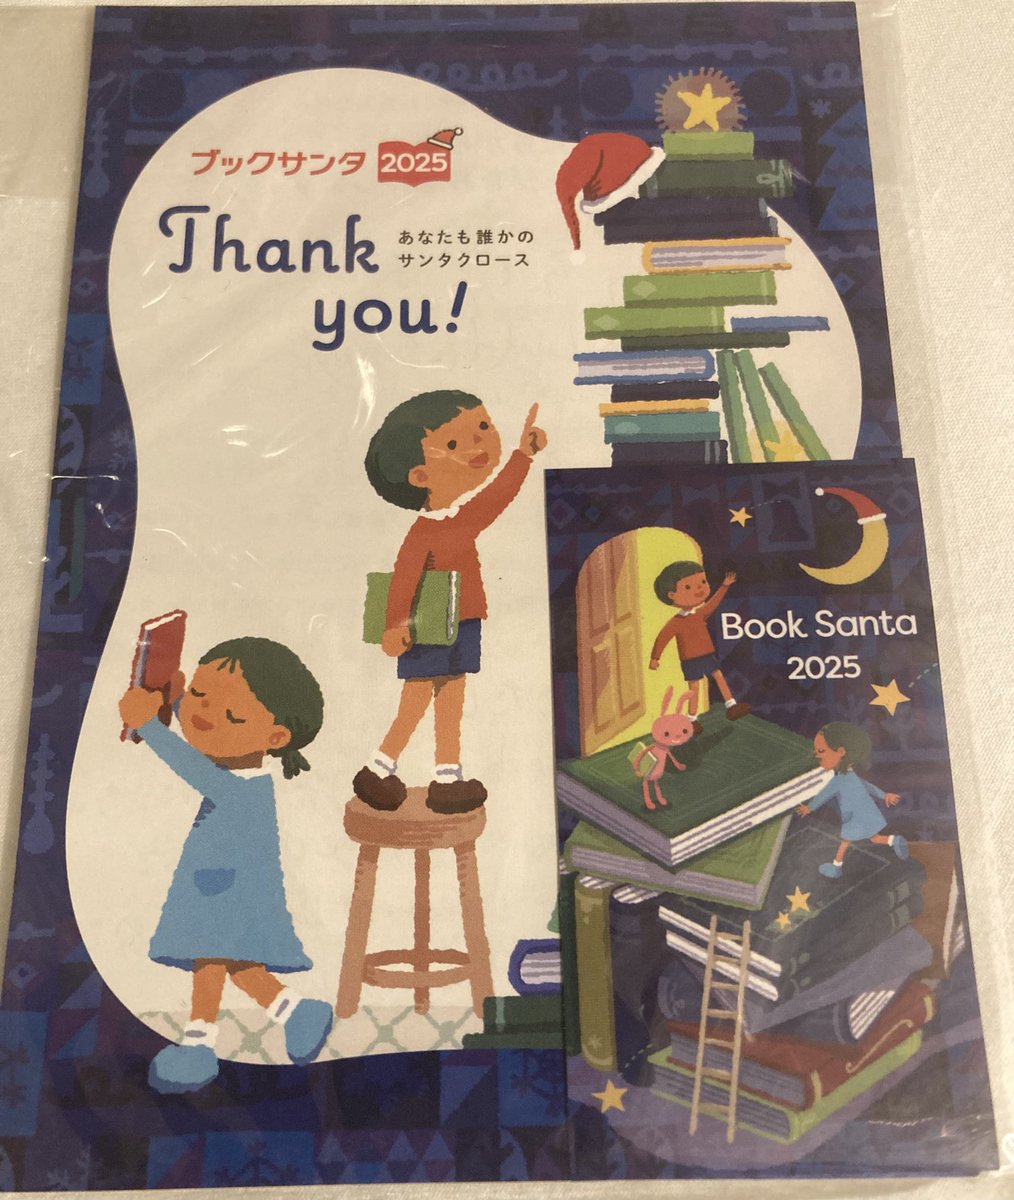 ブックサンタ 2025
Thank
あなたも誰かの
サンタクロース
you!
Book Santa
2025